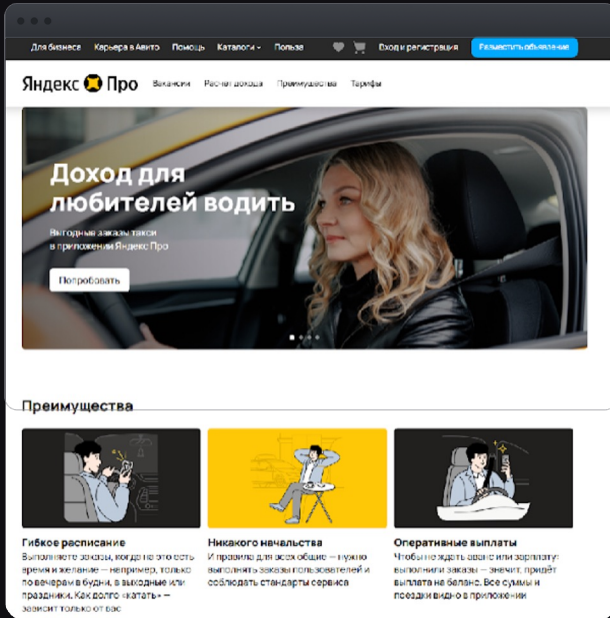 Для бизнеса Карьера в Авито Помощь Каталоги Польза Вход и регистрация Разместить объявление
Яндекс Про Вакансии Расчет дохода Преимущества Тарифы
Доход для
любителей водить
Выгодные заказы такси
в приложении Яндекс Про
Попробовать
Преимущества
Гибкое расписание
Выполняете заказы, когда на это есть
время и желание — например, только
по вечерам в будни, в выходные или
праздники. Как долго «катать» —
зависит только от вас
Никакого начальства
И правила для всех общие — нужно
выполнять заказы пользователей и
соблюдать стандарты сервиса
Оперативные выплаты
Чтобы не ждать аванс или зарплату:
выполнили заказы — значит, придёт
выплата на баланс. Все суммы и
поездки видно в приложении